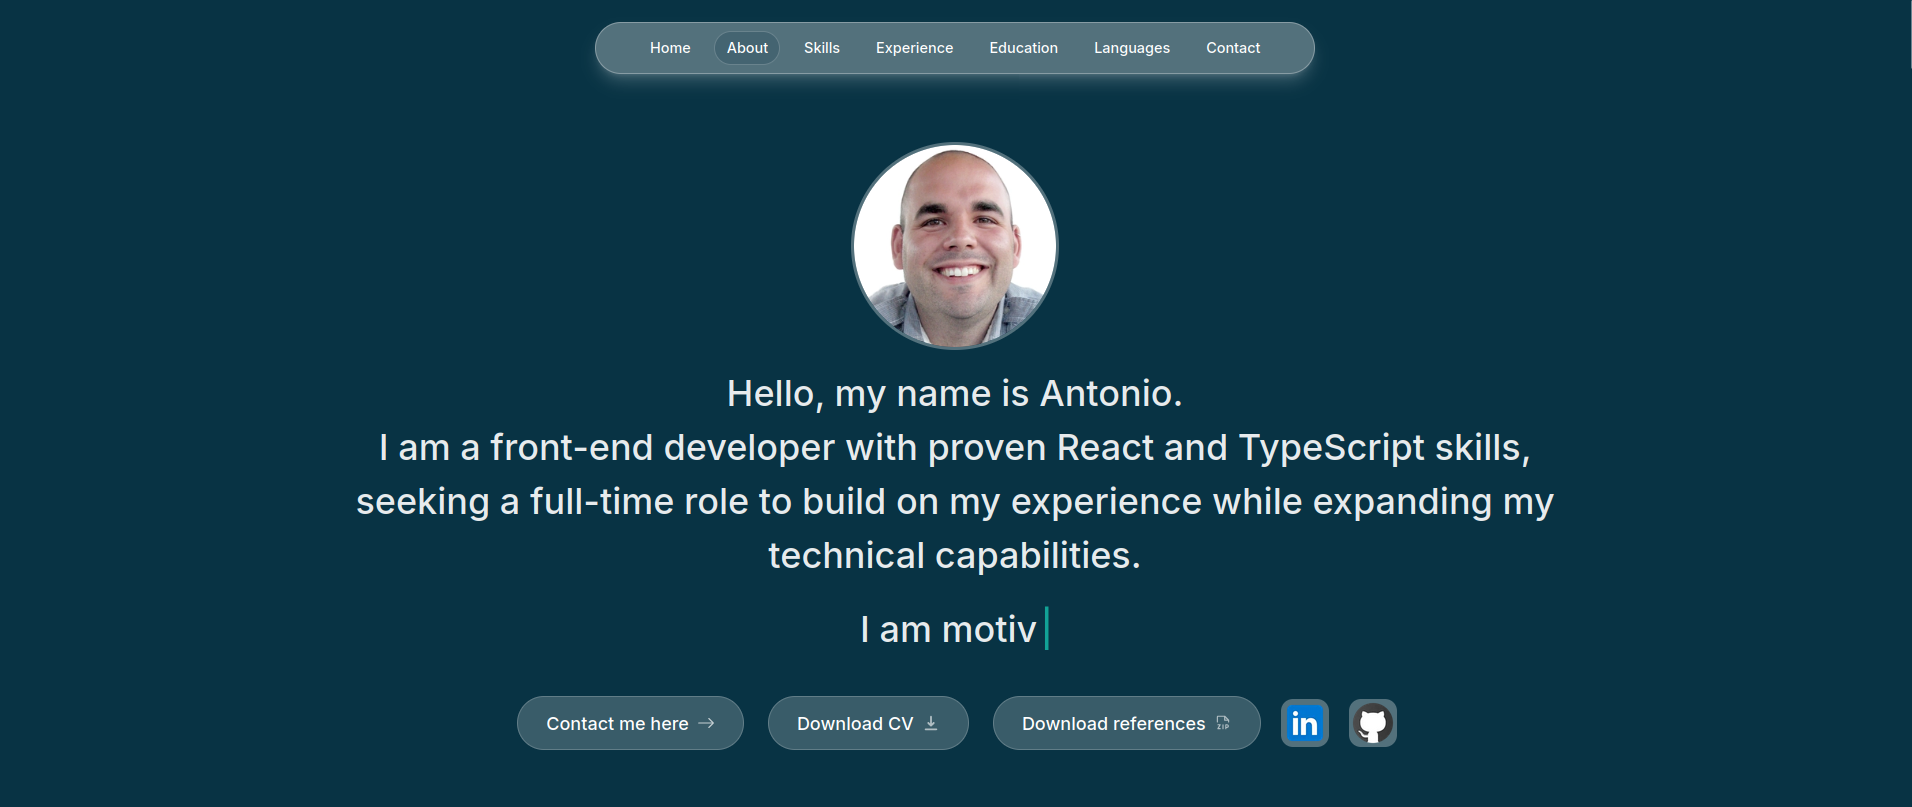 Home About Skills Experience Education Languages Contact
Hello, my name is Antonio.
I am a front-end developer with proven React and TypeScript skills,
seeking a full-time role to build on my experience while expanding my
technical capabilities.
I am motiv
Contact me here Download CV Download references ZIP in